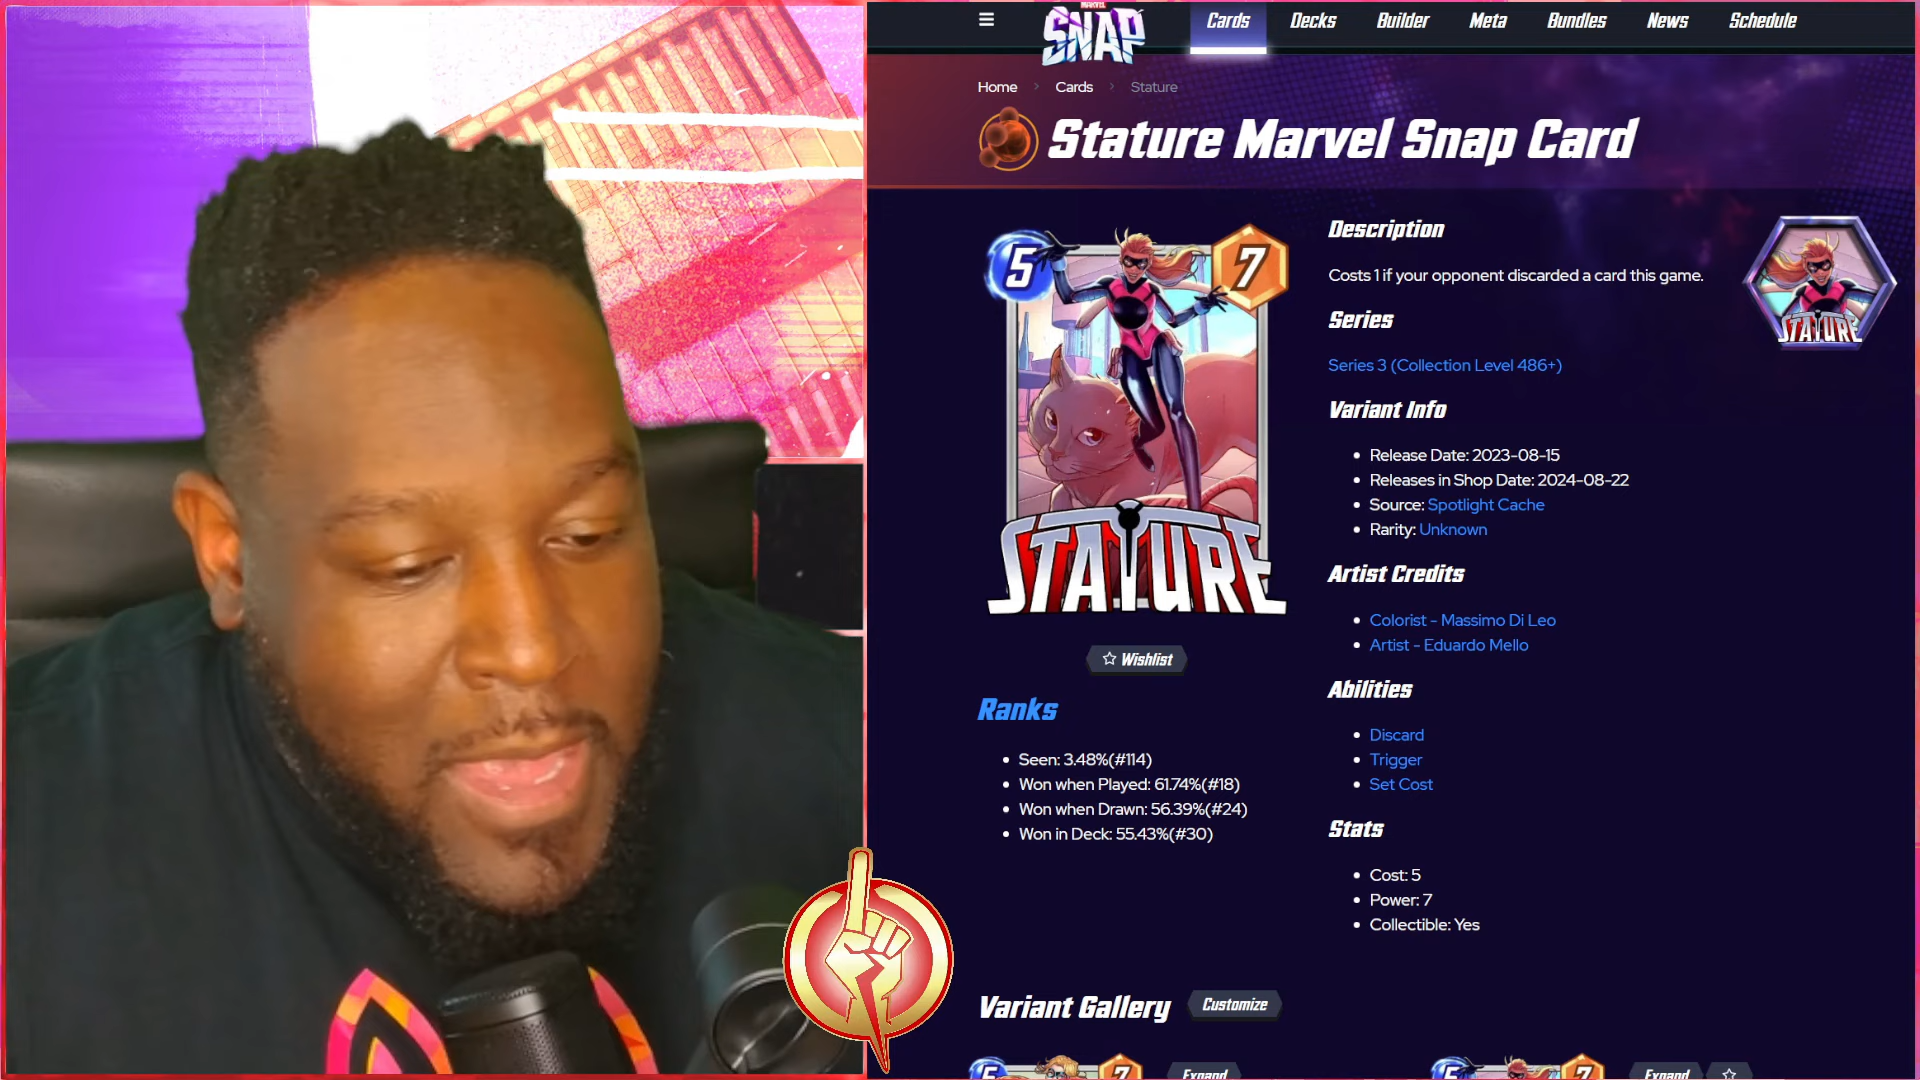 MARVEL
SNAP
Cards
Decks
Builder
Meta
Bundles
News
Schedule
Home > Cards > Stature
Stature Marvel Snap Card
5
7
STATURE
Wishlist
Ranks
Seen: 3.48%(#114)
Won when Played: 61.74%(#18)
Won when Drawn: 56.39%(#24)
Won in Deck: 55.43%(#30)
Description
Costs 1 if your opponent discarded a card this game.
Series
Series 3 (Collection Level 486+)
Variant Info
Release Date: 2023-08-15
Releases in Shop Date: 2024-08-22
Source: Spotlight Cache
Rarity: Unknown
Artist Credits
Colorist - Massimo Di Leo
Artist - Eduardo Mello
Abilities
Discard
Trigger
Set Cost
Stats
Cost: 5
Power: 7
Collectible: Yes
STATURE
Variant Gallery
Customize
5
7
Expand
5
7
Expand